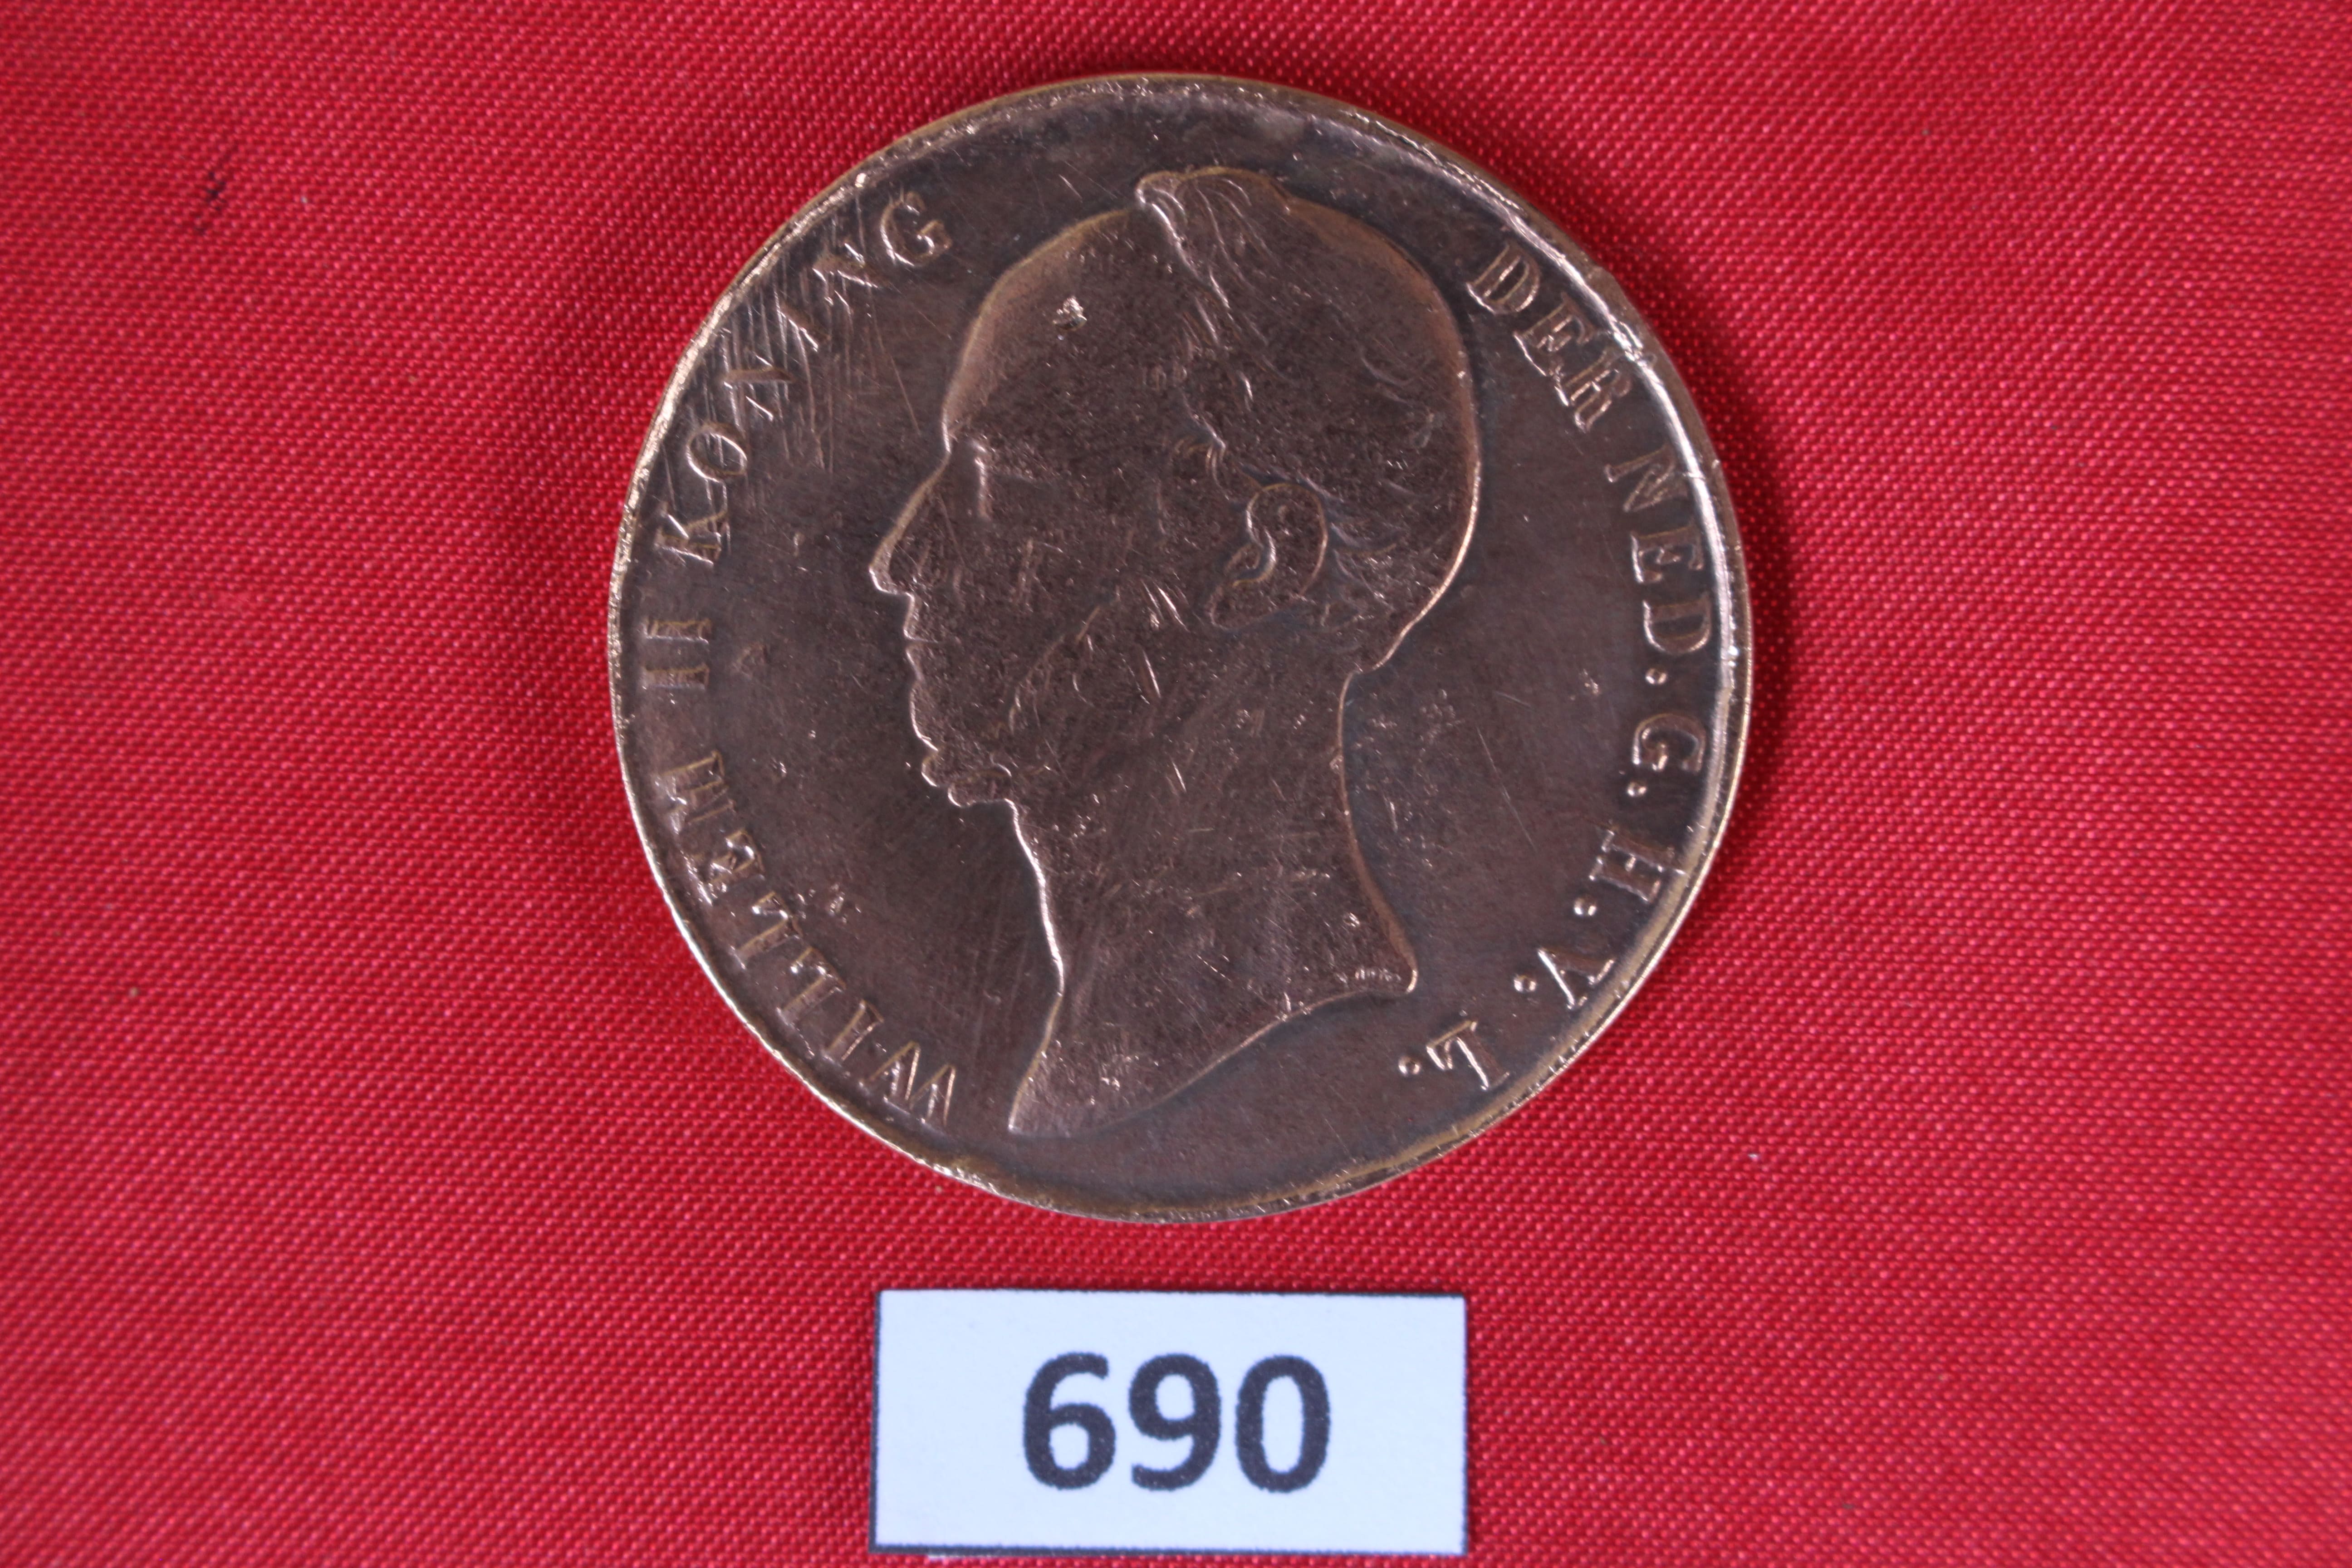 WILLEM II KONING DER NED. G. H. V. L.
690